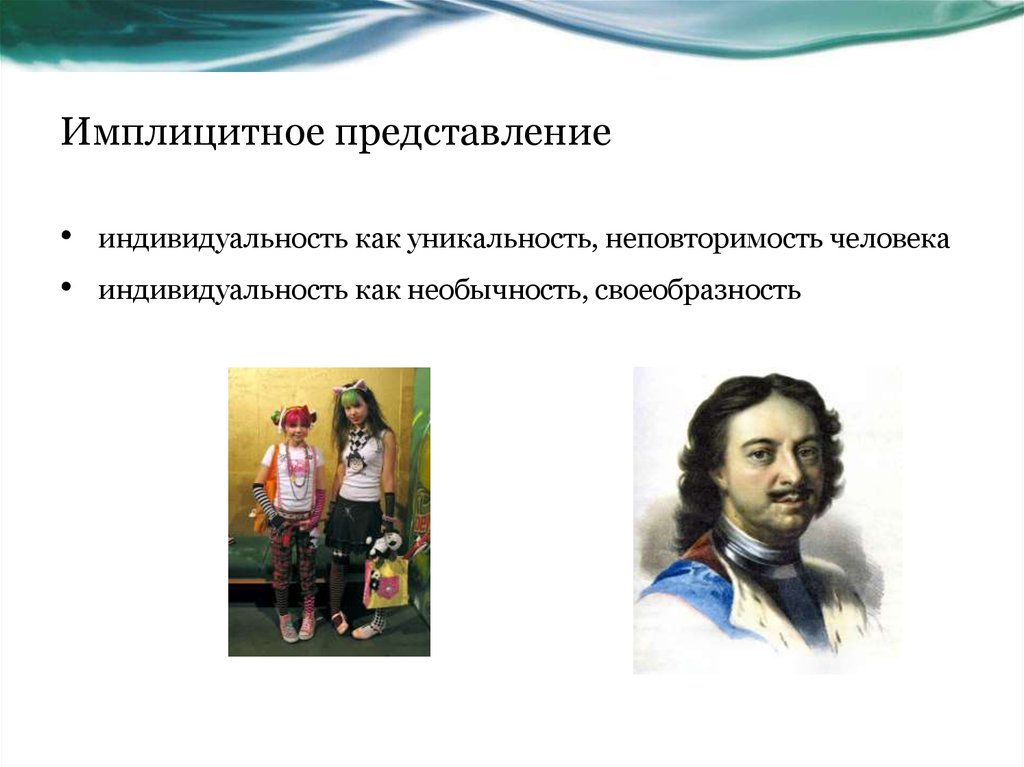 Имплицитное представление
• индивидуальность как уникальность, неповторимость человека
• индивидуальность как необычность, своеобразность